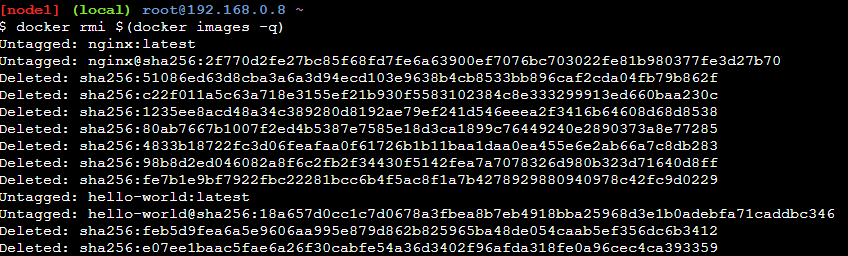 [node1] (local) root@192.168.0.8 ~
$ docker rmi $(docker images -q)
Untagged: nginx:latest
Untagged: nginx@sha256:2f770d2fe27bc85f68fd7fe6a63900ef7076bc703022fe81b980377fe3d27b70
Deleted: sha256:51086ed63d8cba3a6a3d94ecd103e9638b4cb8533bb896caf2cda04fb79b862f
Deleted: sha256:c22f011a5c63a718e3155ef21b930f5583102384c8e333299913ed660baa230c
Deleted: sha256:1235ee8acd48a34c389280d8192ae79ef241d546eeea2f3416b64608d68d8538
Deleted: sha256:80ab7667b1007f2ed4b5387e7585e18d3ca1899c76449240e2890373a8e77285
Deleted: sha256:4833b18722fc3d06feafaa0f61726b1b11baa1daa0ea455e6e2ab66a7c8db283
Deleted: sha256:98b8d2ed046082a8f6c2fb2f34430f5142fea7a7078326d980b323d71640d8ff
Deleted: sha256:fe7b1e9bf7922fbc22281bcc6b4f5ac8f1a7b4278929880940978c42fc9d0229
Untagged: hello-world:latest
Untagged: hello-world@sha256:18a657d0cc1c7d0678a3fbea8b7eb4918bba25968d3e1b0adebfa71caddbc346
Deleted: sha256:feb5d9fea6a5e9606aa995e879d862b825965ba48de054caab5ef356dc6b3412
Deleted: sha256:e07ee1baac5fae6a26f30cabfe54a36d3402f96afda318fe0a96cec4ca393359